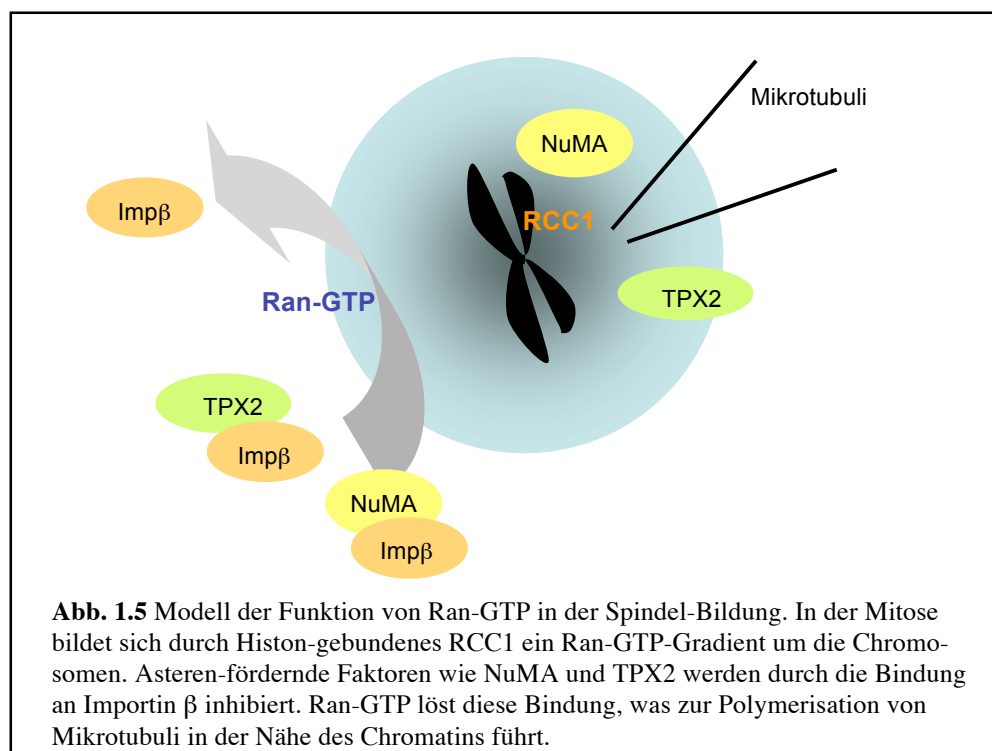 Mikrotubuli
NuMA
Impβ
RCC1
Ran-GTP
TPX2
TPX2
Impβ
NuMA
Impβ
Abb. 1.5 Modell der Funktion von Ran-GTP in der Spindel-Bildung. In der Mitose
bildet sich durch Histon-gebundenes RCC1 ein Ran-GTP-Gradient um die Chromo-
somen. Asteren-fördernde Faktoren wie NuMA und TPX2 werden durch die Bindung
an Importin β inhibiert. Ran-GTP löst diese Bindung, was zur Polymerisation von
Mikrotubuli in der Nähe des Chromatins führt.